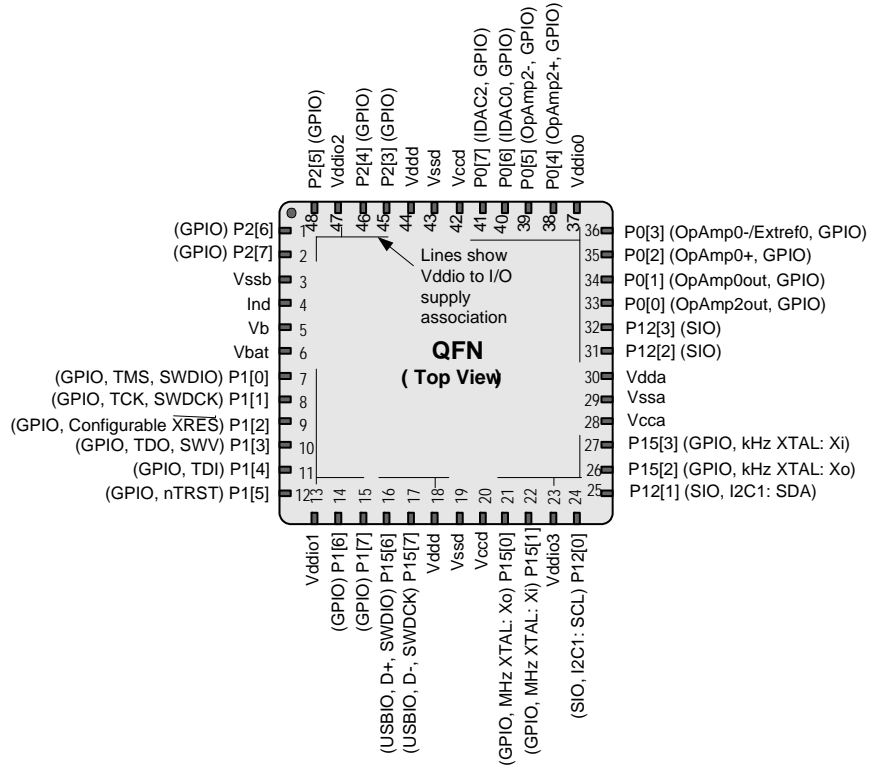 P2[5] (GPIO)
Vddio2
P2[4] (GPIO)
P2[3] (GPIO)
Vddd
Vssd
Vccd
P0[7] (IDAC2, GPIO)
P0[6] (IDAC0, GPIO)
P0[5] (OpAmp2-, GPIO)
P0[4] (OpAmp2+, GPIO)
Vddio0
48
47
46
45
44
43
42
41
40
39
38
37
(GPIO) P2[6] 1
(GPIO) P2[7] 2
Vssb 3
Ind 4
Vb 5
Vbat 6
(GPIO, TMS, SWDIO) P1[0] 7
(GPIO, TCK, SWDCK) P1[1] 8
(GPIO, Configurable XRES) P1[2] 9
(GPIO, TDO, SWV) P1[3] 10
(GPIO, TDI) P1[4] 11
(GPIO, nTRST) P1[5] 12
Lines show
Vddio to I/O
supply
association
QFN
( Top View)
36 P0[3] (OpAmp0-/Extref0, GPIO)
35 P0[2] (OpAmp0+, GPIO)
34 P0[1] (OpAmp0out, GPIO)
33 P0[0] (OpAmp2out, GPIO)
32 P12[3] (SIO)
31 P12[2] (SIO)
30 Vdda
29 Vssa
28 Vcca
27 P15[3] (GPIO, kHz XTAL: Xi)
26 P15[2] (GPIO, kHz XTAL: Xo)
25 P12[1] (SIO, I2C1: SDA)
13
14
15
16
17
18
19
20
21
22
23
24
Vddio1
(GPIO) P1[6]
(GPIO) P1[7]
(USBIO, D+, SWDIO) P15[6]
(USBIO, D-, SWDCK) P15[7]
Vddd
Vssd
Vccd
(GPIO, MHz XTAL: Xo) P15[0]
(GPIO, MHz XTAL: Xi) P15[1]
Vddio3
(SIO, I2C1: SCL) P12[0]